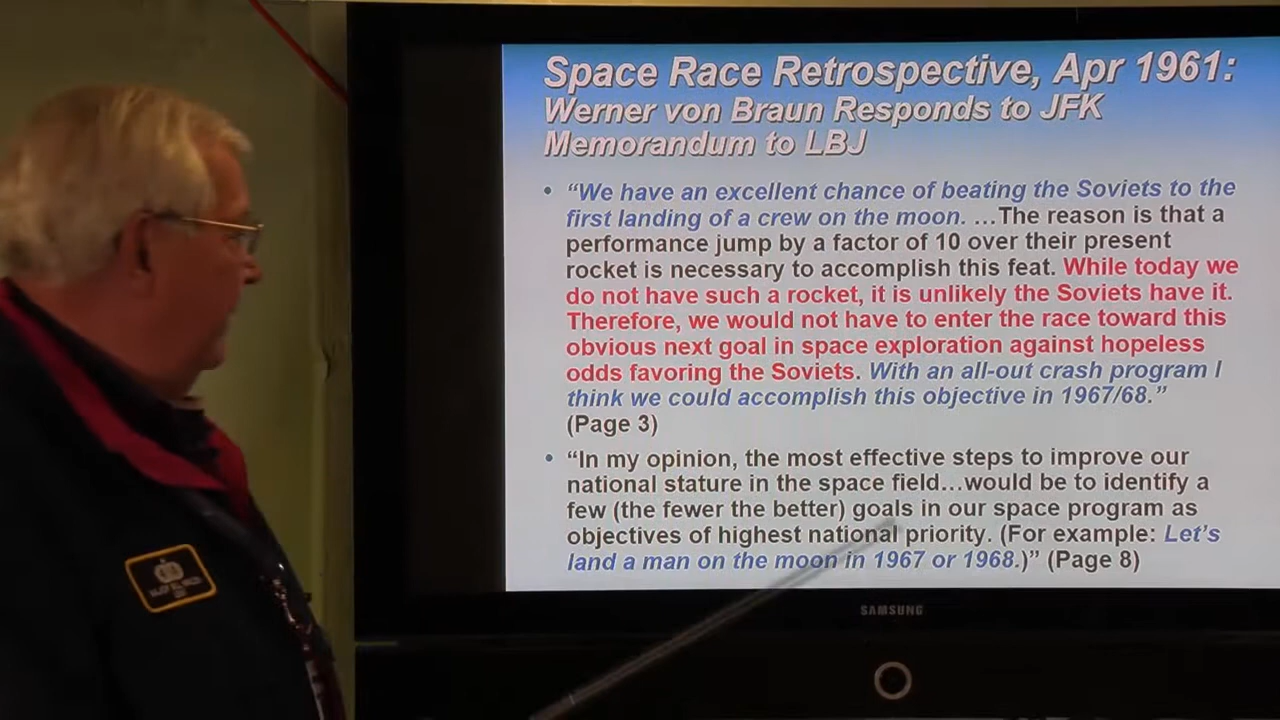 Space Race Retrospective, Apr 1961:
Werner von Braun Responds to JFK
Memorandum to LBJ
• “We have an excellent chance of beating the Soviets to the
first landing of a crew on the moon. …The reason is that a
performance jump by a factor of 10 over their present
rocket is necessary to accomplish this feat. While today we
do not have such a rocket, it is unlikely the Soviets have it.
Therefore, we would not have to enter the race toward this
obvious next goal in space exploration against hopeless
odds favoring the Soviets. With an all-out crash program I
think we could accomplish this objective in 1967/68.”
(Page 3)
• “In my opinion, the most effective steps to improve our
national stature in the space field…would be to identify a
few (the fewer the better) goals in our space program as
objectives of highest national priority. (For example: Let’s
land a man on the moon in 1967 or 1968.)” (Page 8)
SAMSUNG